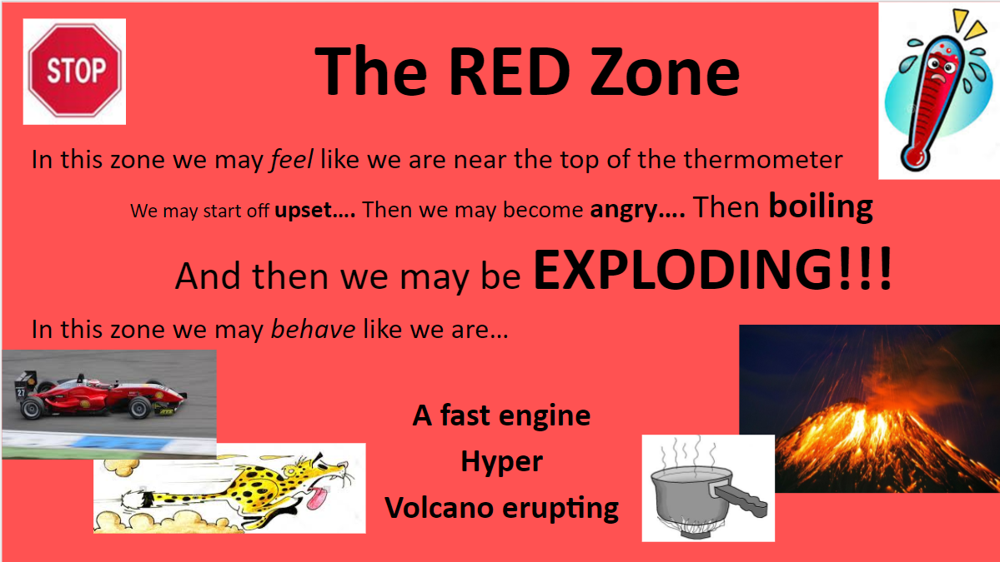 STOP
The RED Zone
In this zone we may feel like we are near the top of the thermometer
We may start off upset…. Then we may become angry…. Then boiling
And then we may be EXPLODING!!!
In this zone we may behave like we are…
27
A fast engine
Hyper
Volcano erupting